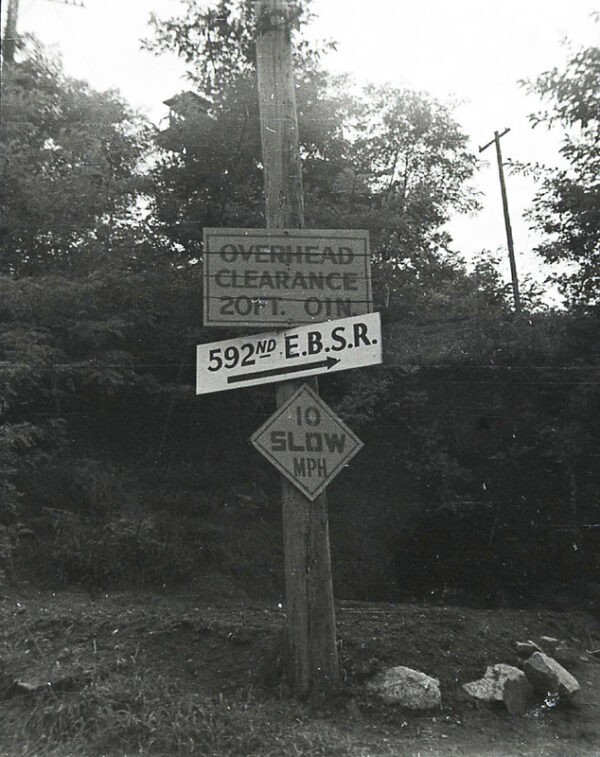 OVERHEAD
CLEARANCE
20FT. 0IN
592ND E.B.S.R.
10
SLOW
MPH